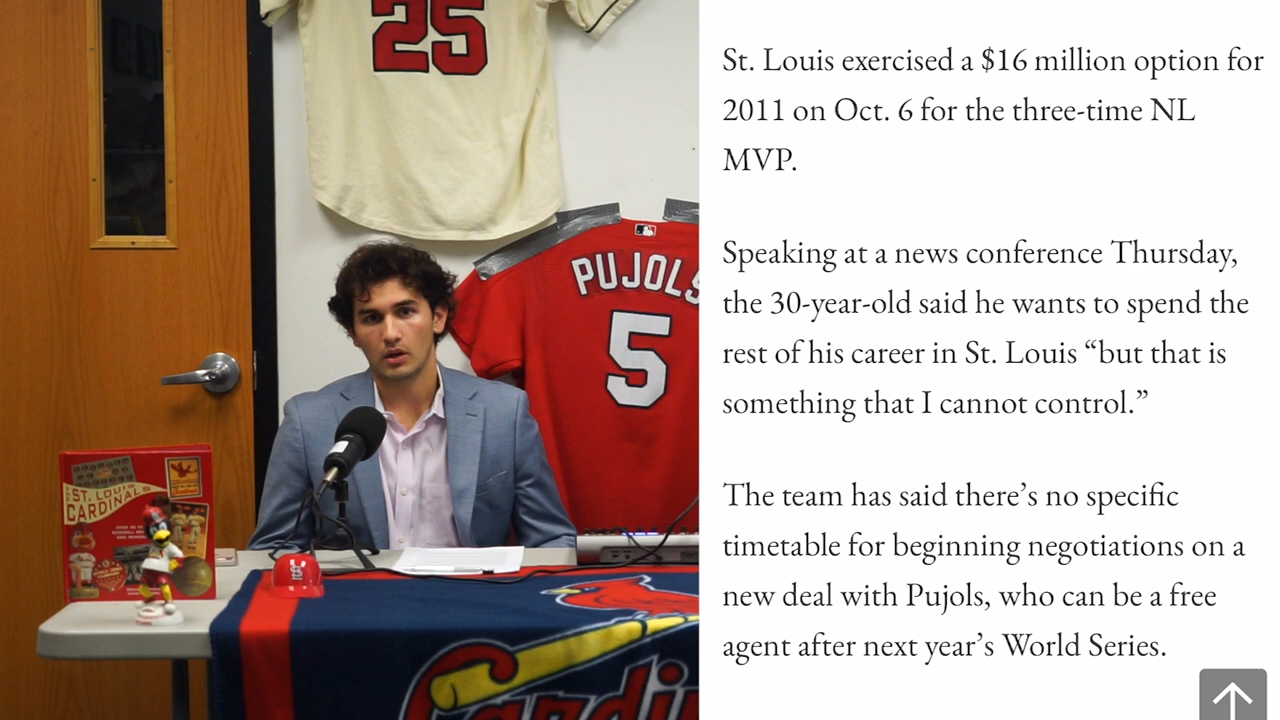 25
PUJOLS
5
ST. LOUIS
CARDINALS
Cardin
St. Louis exercised a $16 million option for
2011 on Oct. 6 for the three-time NL
MVP.
Speaking at a news conference Thursday,
the 30-year-old said he wants to spend the
rest of his career in St. Louis “but that is
something that I cannot control.”
The team has said there’s no specific
timetable for beginning negotiations on a
new deal with Pujols, who can be a free
agent after next year’s World Series.